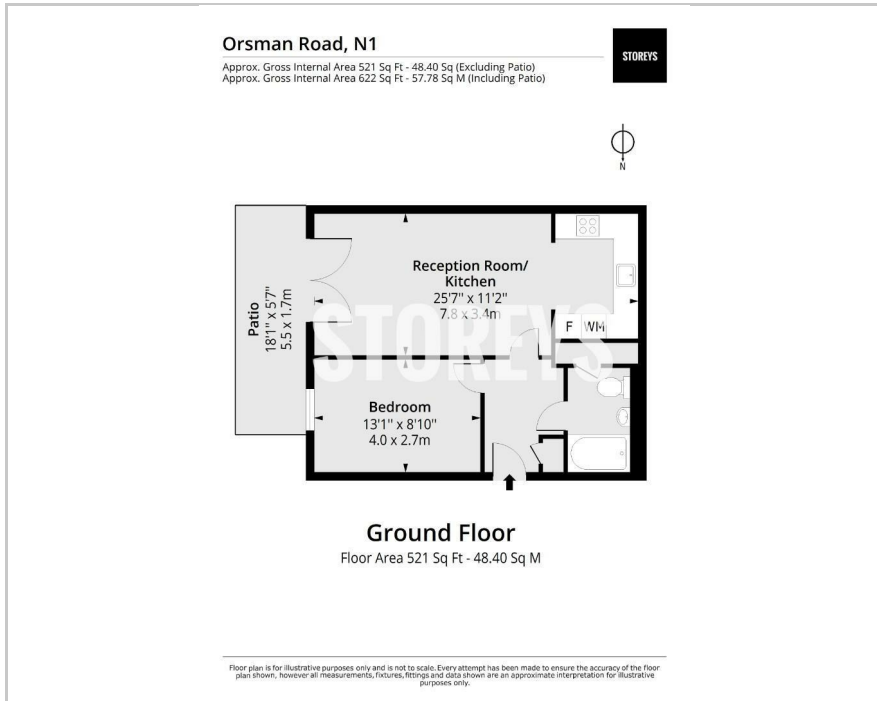 Orsman Road, N1
Approx. Gross Internal Area 521 Sq Ft - 48.40 Sq (Excluding Patio)
Approx. Gross Internal Area 622 Sq Ft - 57.78 Sq M (Including Patio)
STOREYS
N
Reception Room/
Kitchen
25'7" x 11'2"
7.8 x 3.4m
Patio
18'1" x 5'7"
5.5 x 1.7m
F WM
STOREYS
Bedroom
13'1" x 8'10"
4.0 x 2.7m
Ground Floor
Floor Area 521 Sq Ft - 48.40 Sq M
Floor plan is for illustrative purposes only and is not to scale. Every attempt has been made to ensure the accuracy of the floor
plan shown, however all measurements, fixtures, fittings and data shown are an approximate interpretation for illustrative
purposes only.